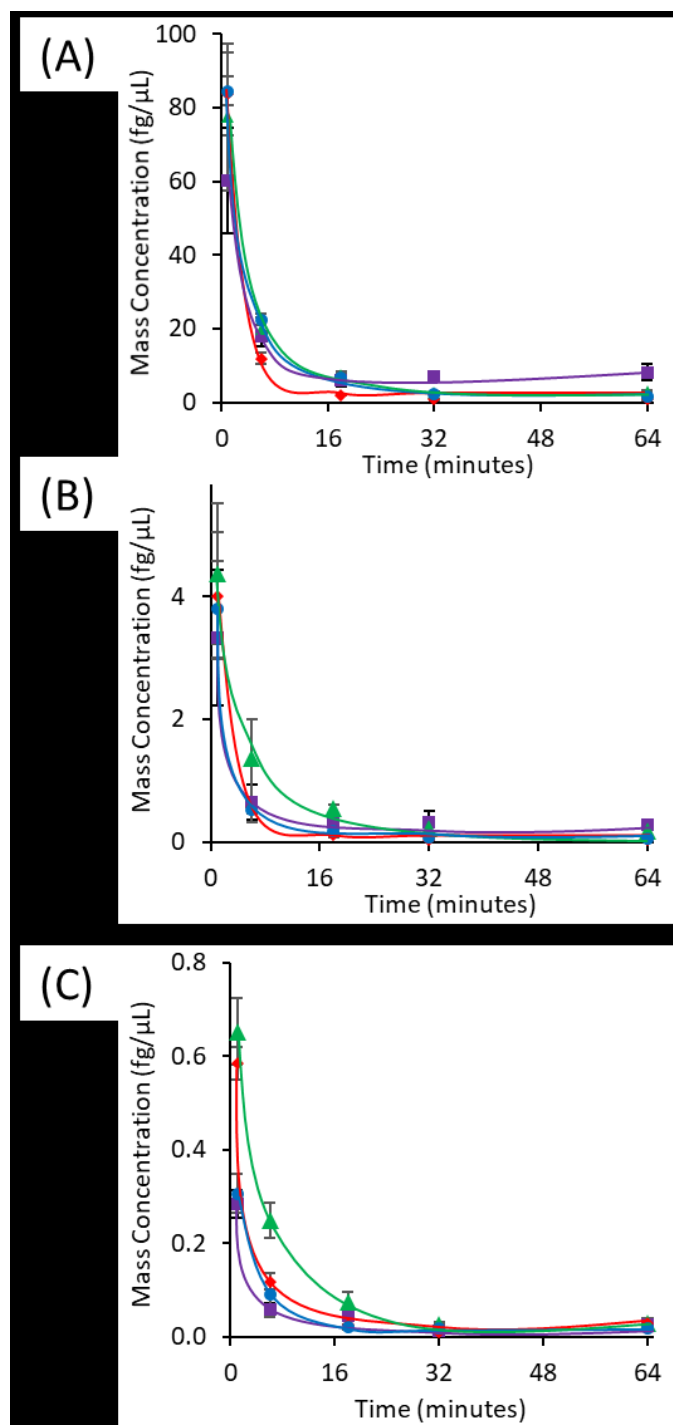 (A)
Mass Concentration (fg/µL)
100
80
60
40
20
0
0 16 32 48 64
Time (minutes)
(B)
Mass Concentration (fg/µL)
4
2
0
0 16 32 48 64
Time (minutes)
(C)
Mass Concentration (fg/µL)
0.8
0.6
0.4
0.2
0.0
0 16 32 48 64
Time (minutes)